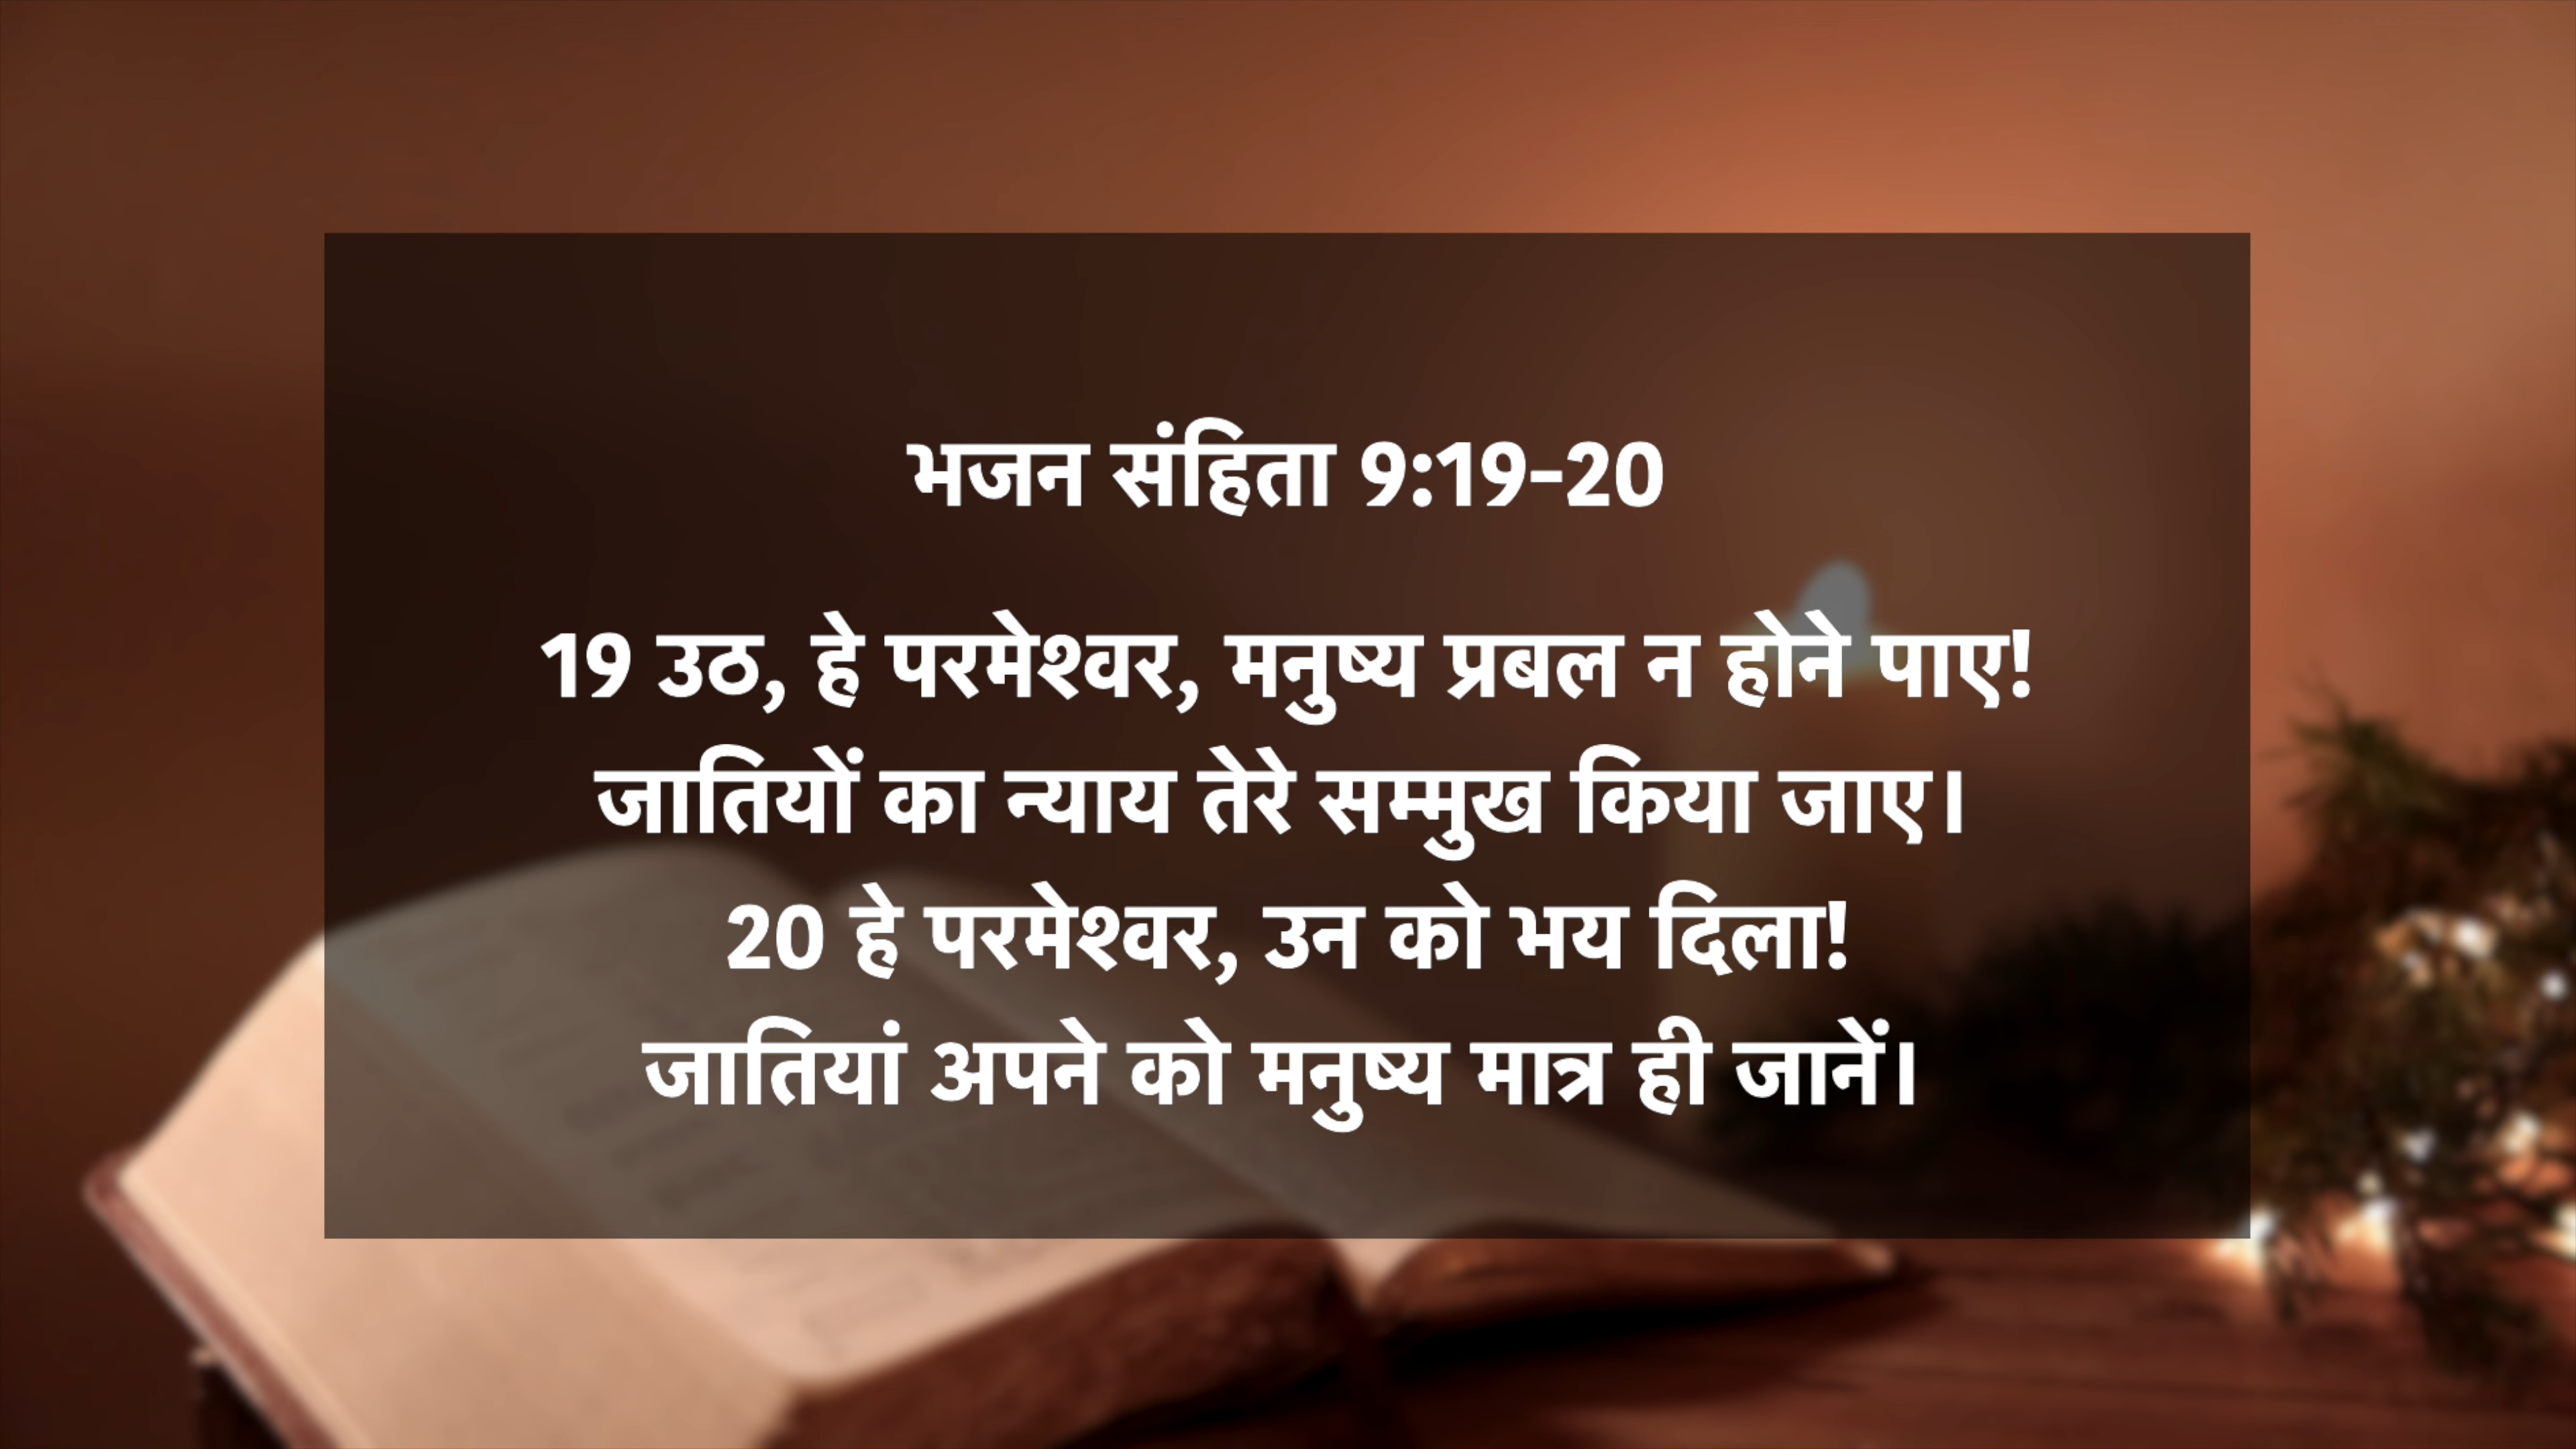 भजन संहिता 9:19-20
19 उठ, हे परमेश्वर, मनुष्य प्रबल न होने पाए!
जातियों का न्याय तेरे सम्मुख किया जाए।
20 हे परमेश्वर, उन को भय दिला!
जातियां अपने को मनुष्य मात्र ही जानें।